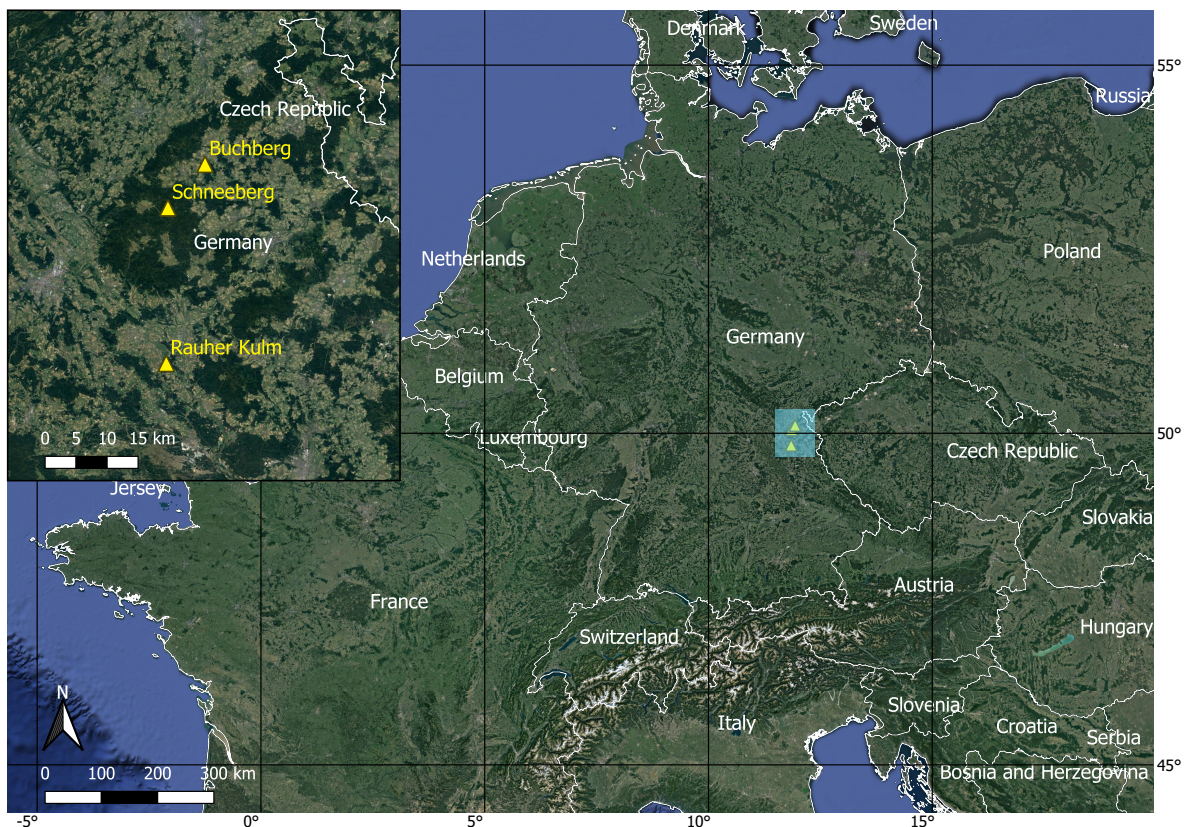 Denmark
Sweden
55°
Russia
Czech Republic
Buchberg
Schneeberg
Germany
Rauher Kulm
0 5 10 15 km
Netherlands
Poland
Germany
Belgium
Luxembourg
50°
Czech Republic
Jersey
Slovakia
France
Austria
Switzerland
Hungary
N
Slovenia
Italy
Croatia
Serbia
45°
Bosnia and Herzegovina
0 100 200 300 km
-5° 0° 5° 10° 15°